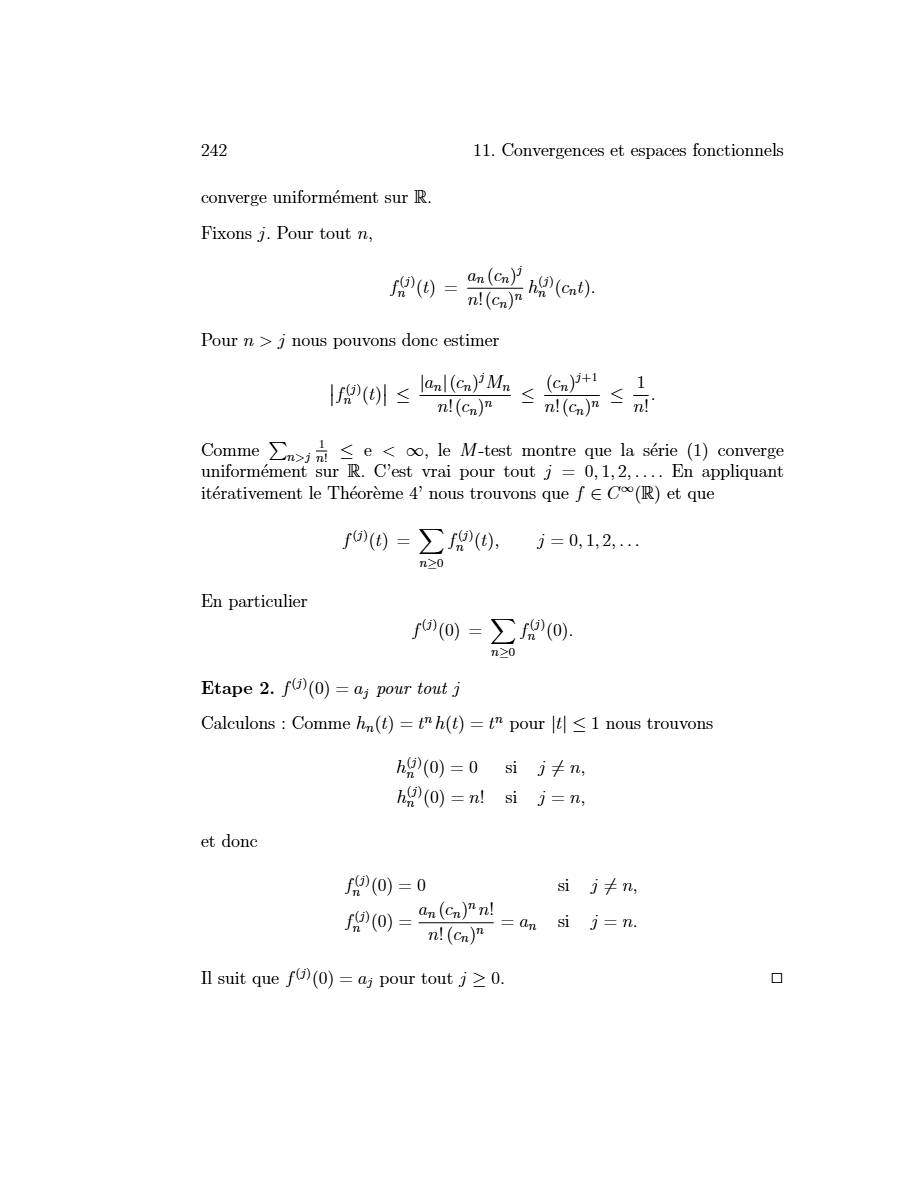 242 11. Convergences et espaces fonctionnels
converge uniformément sur ℝ.
Fixons j. Pour tout n,
f_n^{(j)}(t) = \frac{a_n (c_n)^j}{n! (c_n)^n} h_n^{(j)}(c_n t).
Pour n > j nous pouvons donc estimer
|f_n^{(j)}(t)| ≤ \frac{|a_n| (c_n)^j M_n}{n! (c_n)^n} ≤ \frac{(c_n)^{j+1}}{n! (c_n)^n} ≤ \frac{1}{n!}.
Comme ∑_{n>j} \frac{1}{n!} ≤ e < ∞, le M-test montre que la série (1) converge
uniformément sur ℝ. C'est vrai pour tout j = 0, 1, 2, .... En appliquant
itérativement le Théorème 4' nous trouvons que f ∈ C^∞(ℝ) et que
f^{(j)}(t) = ∑_{n≥0} f_n^{(j)}(t), j = 0, 1, 2, ...
En particulier
f^{(j)}(0) = ∑_{n≥0} f_n^{(j)}(0).
Etape 2. f^{(j)}(0) = a_j pour tout j
Calculons : Comme h_n(t) = t^n h(t) = t^n pour |t| ≤ 1 nous trouvons
h_n^{(j)}(0) = 0 si j ≠ n,
h_n^{(j)}(0) = n! si j = n,
et donc
f_n^{(j)}(0) = 0 si j ≠ n,
f_n^{(j)}(0) = \frac{a_n (c_n)^n n!}{n! (c_n)^n} = a_n si j = n.
Il suit que f^{(j)}(0) = a_j pour tout j ≥ 0. □